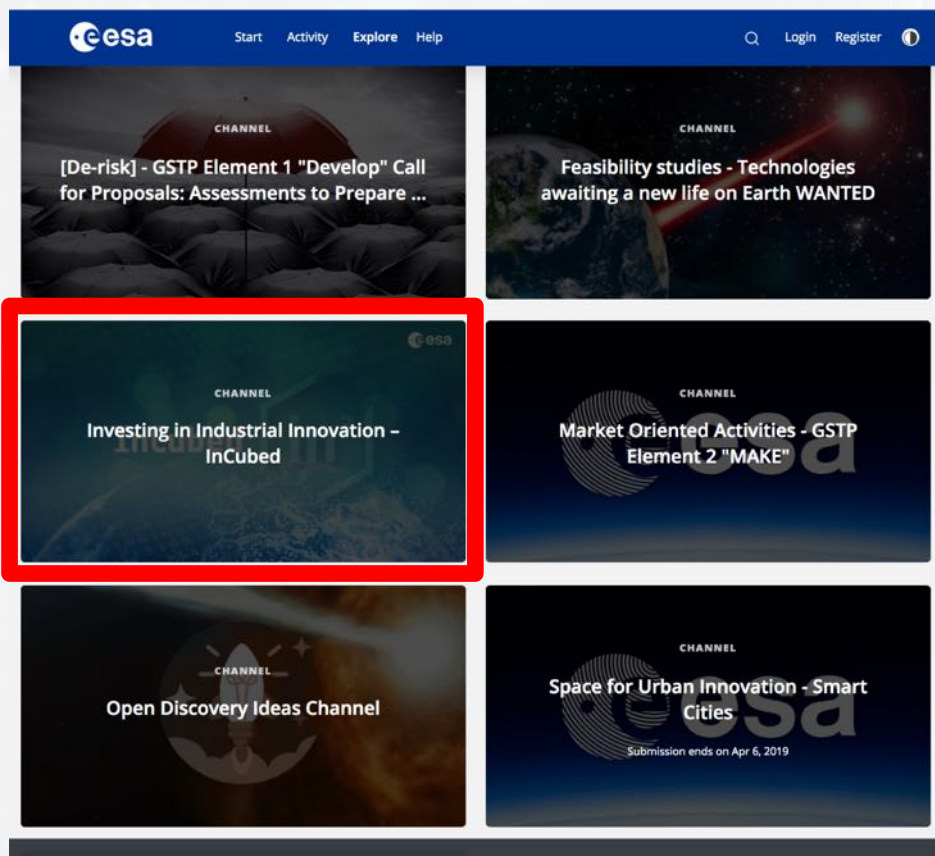 esa
Start Activity Explore Help
Login Register
CHANNEL
[De-risk] - GSTP Element 1 "Develop" Call
for Proposals: Assessments to Prepare ...
CHANNEL
Feasibility studies - Technologies
awaiting a new life on Earth WANTED
esa
CHANNEL
Investing in Industrial Innovation –
InCubed
InCubed
CHANNEL
Market Oriented Activities - GSTP
Element 2 "MAKE"
esa
CHANNEL
Open Discovery Ideas Channel
CHANNEL
Space for Urban Innovation - Smart
Cities
esa
Submission ends on Apr 6, 2019